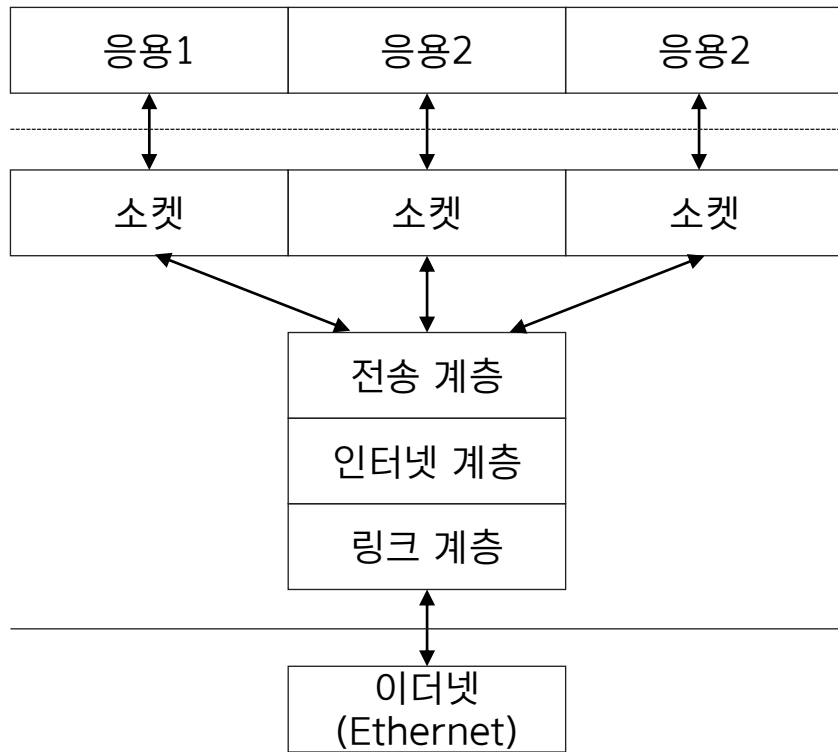 응용1
응용2
응용2
소켓
소켓
소켓
전송 계층
인터넷 계층
링크 계층
이더넷
(Ethernet)